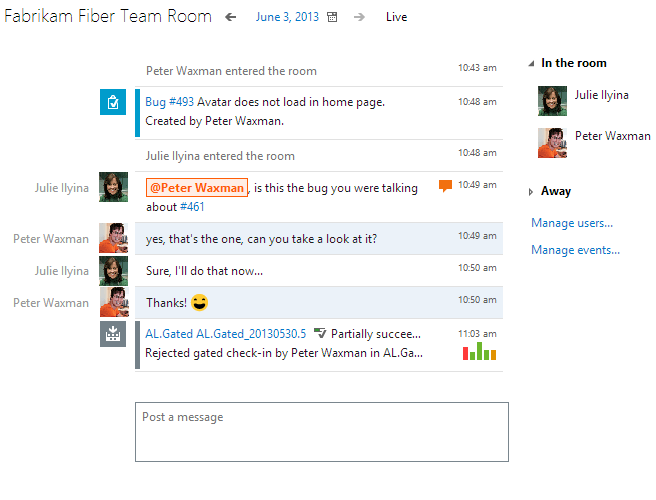 Fabrikam Fiber Team Room
June 3, 2013
Live
Peter Waxman entered the room 10:43 am
Bug #493 Avatar does not load in home page. 10:48 am
Created by Peter Waxman.
Julie Ilyina entered the room 10:48 am
Julie Ilyina @Peter Waxman, is this the bug you were talking 10:49 am
about #461
Peter Waxman yes, that's the one, can you take a look at it? 10:49 am
Julie Ilyina Sure, I'll do that now... 10:50 am
Peter Waxman Thanks! 10:50 am
AL.Gated AL.Gated_20130530.5 Partially succee... 11:03 am
Rejected gated check-in by Peter Waxman in AL.Ga...
Post a message
In the room
Julie Ilyina
Peter Waxman
Away
Manage users...
Manage events...